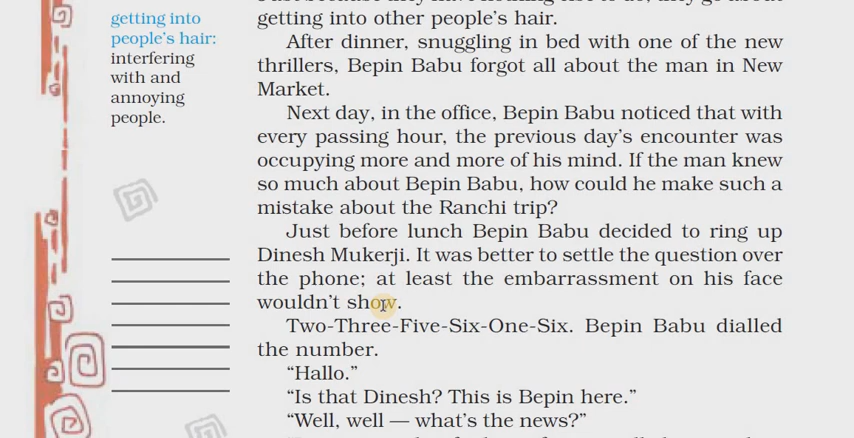 getting into
people's hair:
interfering
with and
annoying
people.
getting into other people's hair.
After dinner, snuggling in bed with one of the new
thrillers, Bepin Babu forgot all about the man in New
Market.
Next day, in the office, Bepin Babu noticed that with
every passing hour, the previous day's encounter was
occupying more and more of his mind. If the man knew
so much about Bepin Babu, how could he make such a
mistake about the Ranchi trip?
Just before lunch Bepin Babu decided to ring up
Dinesh Mukerji. It was better to settle the question over
the phone; at least the embarrassment on his face
wouldn't show.
Two-Three-Five-Six-One-Six. Bepin Babu dialled
the number.
“Hallo.”
“Is that Dinesh? This is Bepin here.”
“Well, well — what's the news?”